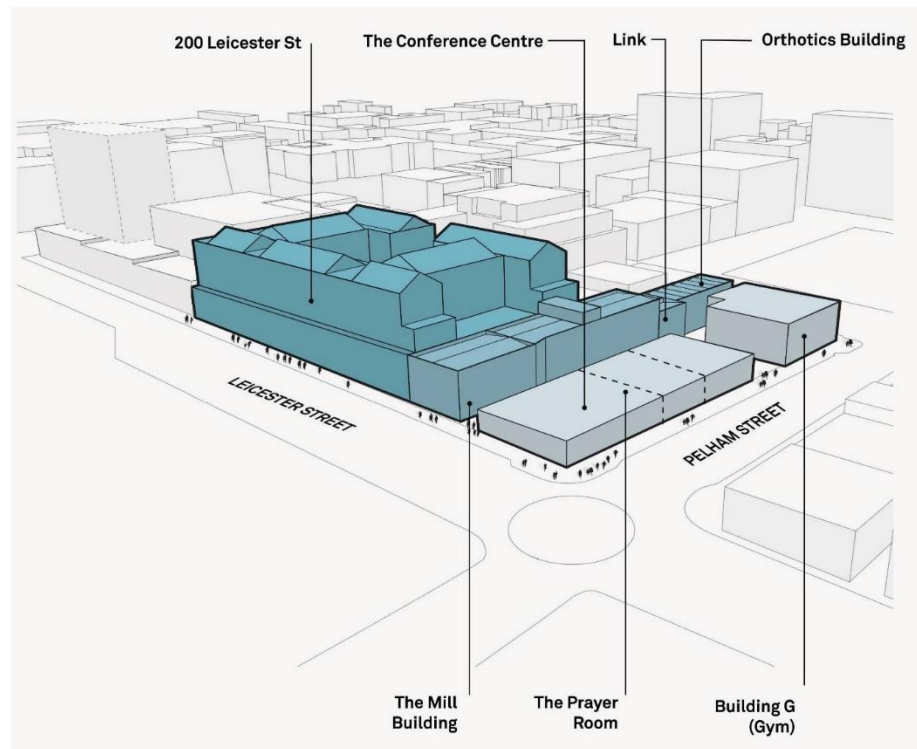 200 Leicester St
The Conference Centre
Link
Orthotics Building
LEICESTER STREET
PELHAM STREET
The Mill
Building
The Prayer
Room
Building G
(Gym)